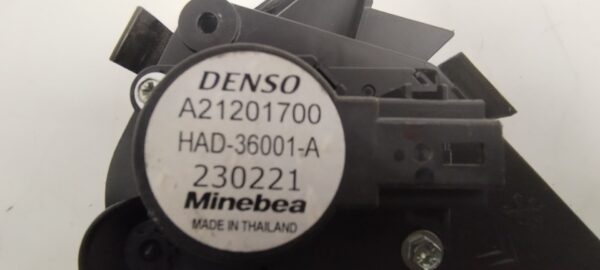 DENSO
A21201700
HAD-36001-A
230221
Minebea
MADE IN THAILAND